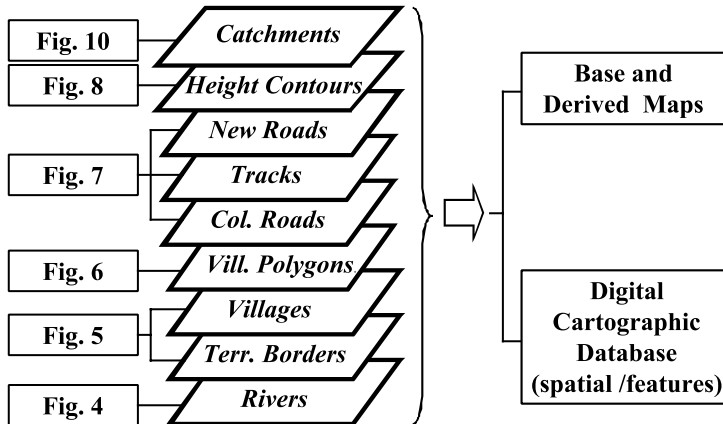 Fig. 10
Catchments
Fig. 8
Height Contours
New Roads
Fig. 7
Tracks
Col. Roads
Fig. 6
Vill. Polygons
Villages
Fig. 5
Terr. Borders
Fig. 4
Rivers
Base and
Derived Maps
Digital
Cartographic
Database
(spatial /features)